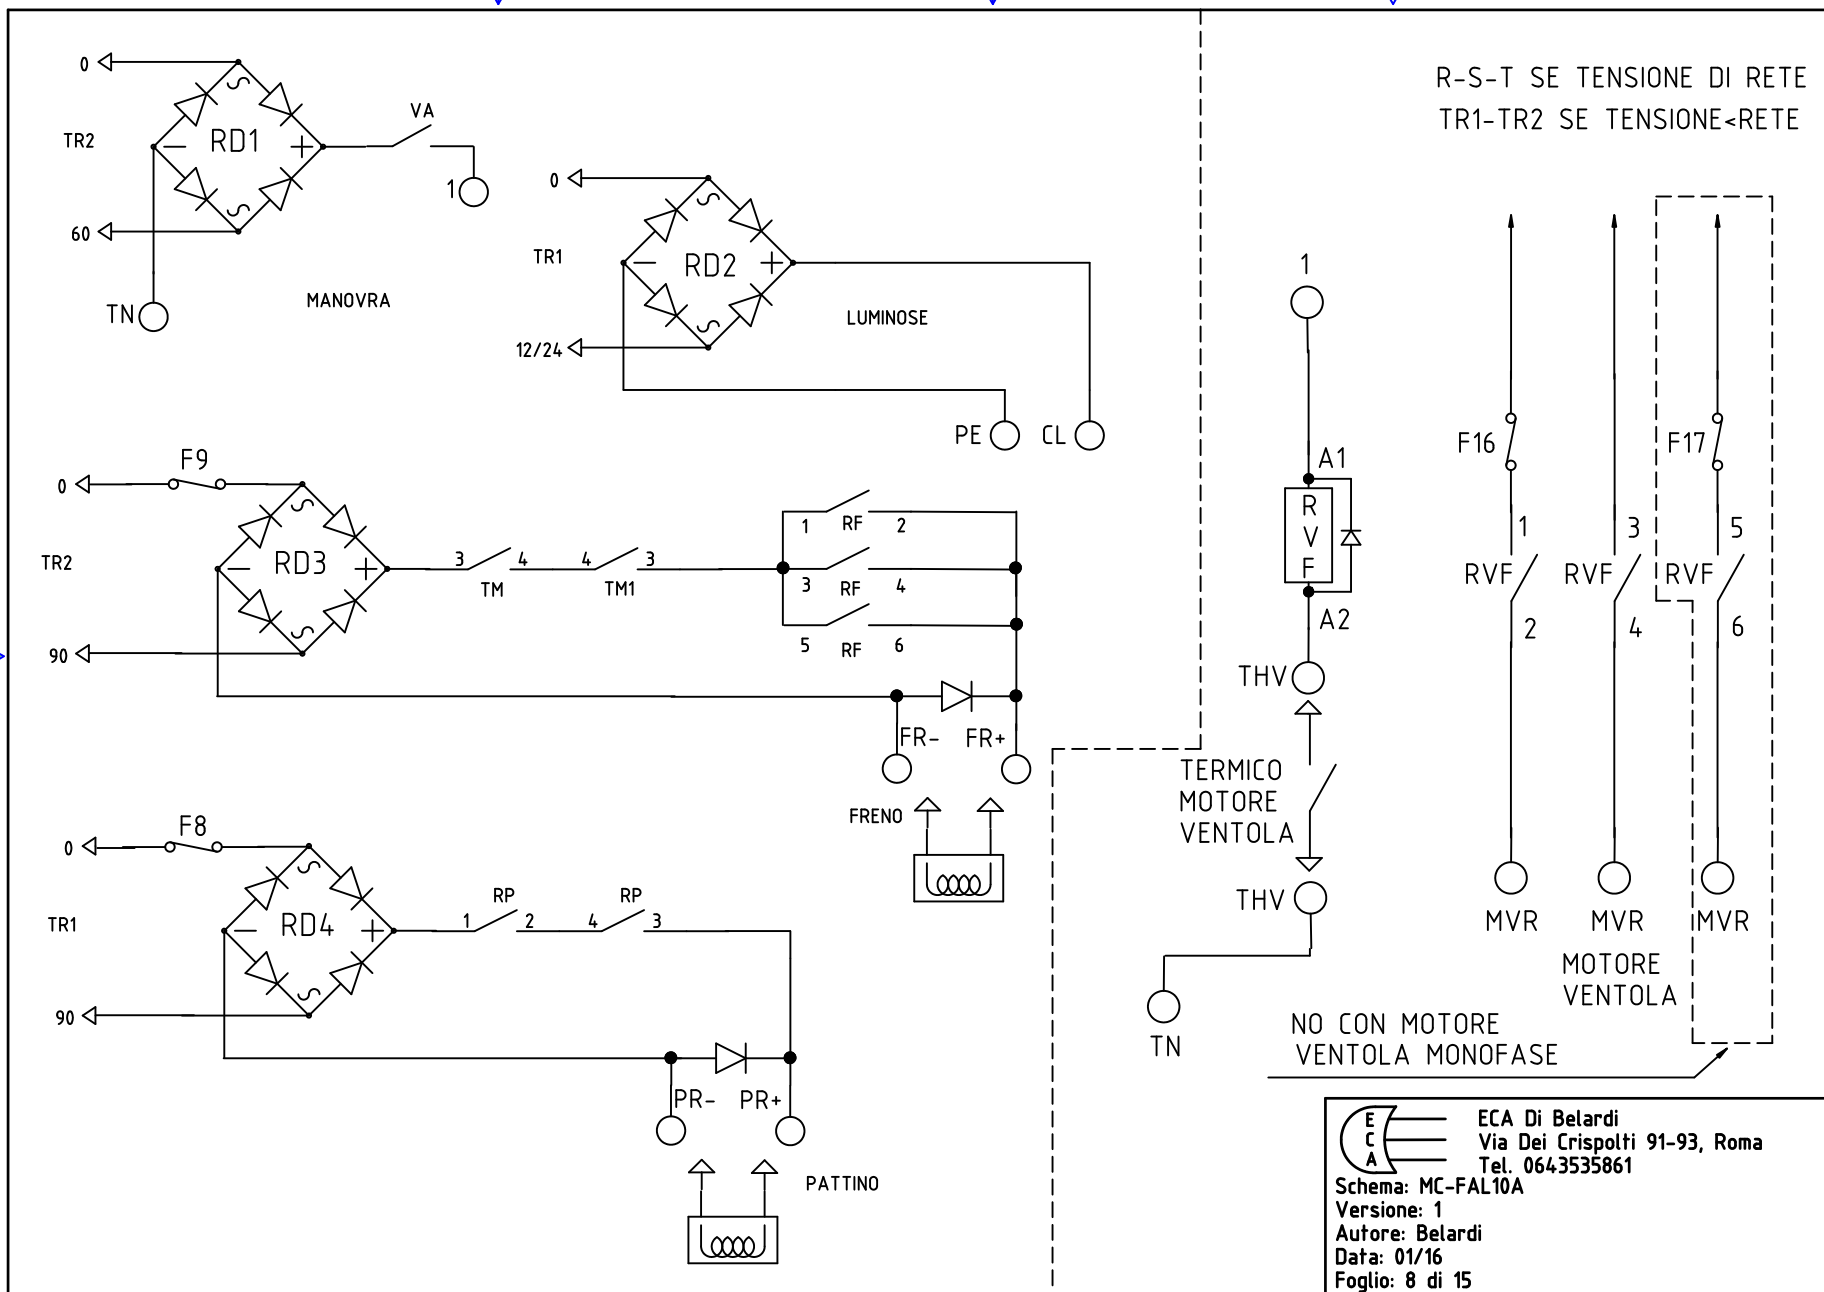 0
TR2
RD1
VA
1
60
TN
MANOVRA
0
TR1
RD2
12/24
LUMINOSE
PE
CL
F9
0
TR2
RD3
90
3
4
TM
4
3
TM1
1
RF
2
3
RF
4
5
RF
6
FR-
FR+
FRENO
F8
0
TR1
RD4
90
1
RP
2
4
RP
3
PR-
PR+
PATTINO
R-S-T SE TENSIONE DI RETE
TR1-TR2 SE TENSIONE<RETE
1
A1
R
V
F
A2
THV
TERMICO
MOTORE
VENTOLA
THV
TN
F16
1
RVF
2
MVR
3
RVF
4
MVR
F17
5
RVF
6
MVR
MOTORE
VENTOLA
NO CON MOTORE
VENTOLA MONOFASE
E
C
A
ECA Di Belardi
Via Dei Crispolti 91-93, Roma
Tel. 0643535861
Schema: MC-FAL10A
Versione: 1
Autore: Belardi
Data: 01/16
Foglio: 8 di 15